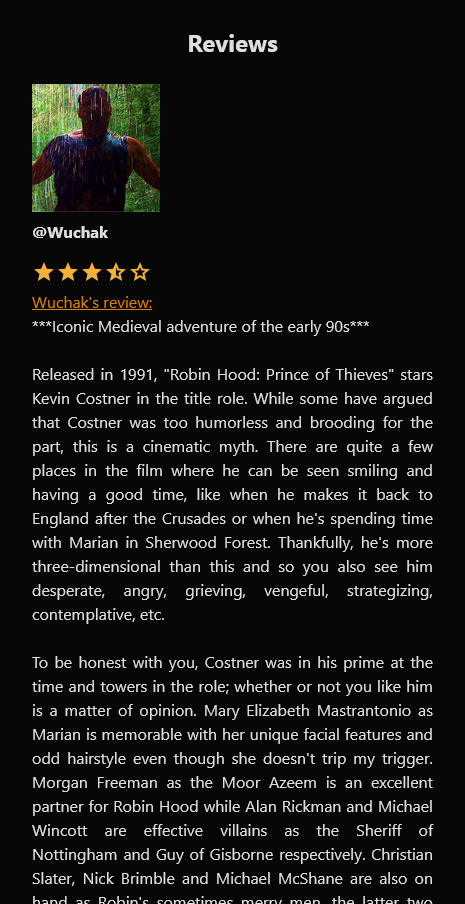 Reviews
@Wuchak
Wuchak's review:
***Iconic Medieval adventure of the early 90s***
Released in 1991, "Robin Hood: Prince of Thieves" stars
Kevin Costner in the title role. While some have argued
that Costner was too humorless and brooding for the
part, this is a cinematic myth. There are quite a few
places in the film where he can be seen smiling and
having a good time, like when he makes it back to
England after the Crusades or when he's spending time
with Marian in Sherwood Forest. Thankfully, he's more
three-dimensional than this and so you also see him
desperate, angry, grieving, vengeful, strategizing,
contemplative, etc.
To be honest with you, Costner was in his prime at the
time and towers in the role; whether or not you like him
is a matter of opinion. Mary Elizabeth Mastrantonio as
Marian is memorable with her unique facial features and
odd hairstyle even though she doesn't trip my trigger.
Morgan Freeman as the Moor Azeem is an excellent
partner for Robin Hood while Alan Rickman and Michael
Wincott are effective villains as the Sheriff of
Nottingham and Guy of Gisborne respectively. Christian
Slater, Nick Brimble and Michael McShane are also on
hand as Robin's sometimes merry men, the latter two